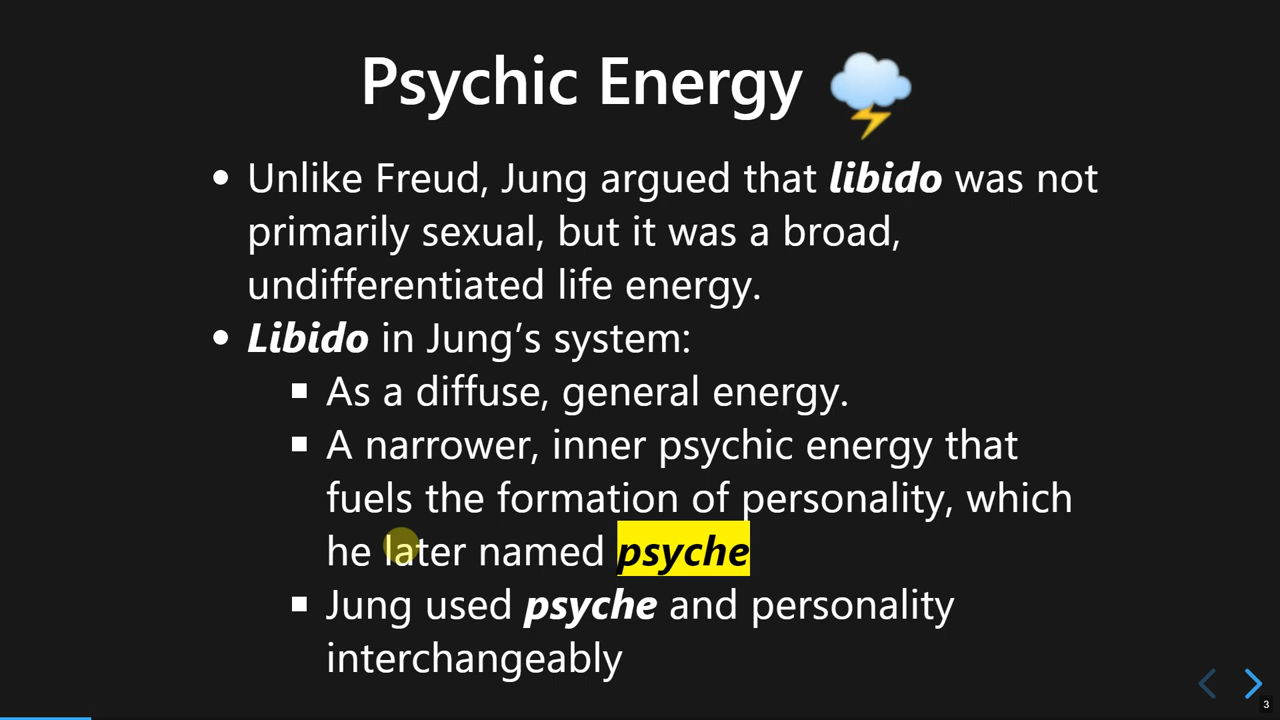 Psychic Energy
• Unlike Freud, Jung argued that libido was not
primarily sexual, but it was a broad,
undifferentiated life energy.
• Libido in Jung’s system:
▪ As a diffuse, general energy.
▪ A narrower, inner psychic energy that
fuels the formation of personality, which
he later named psyche
▪ Jung used psyche and personality
interchangeably
3